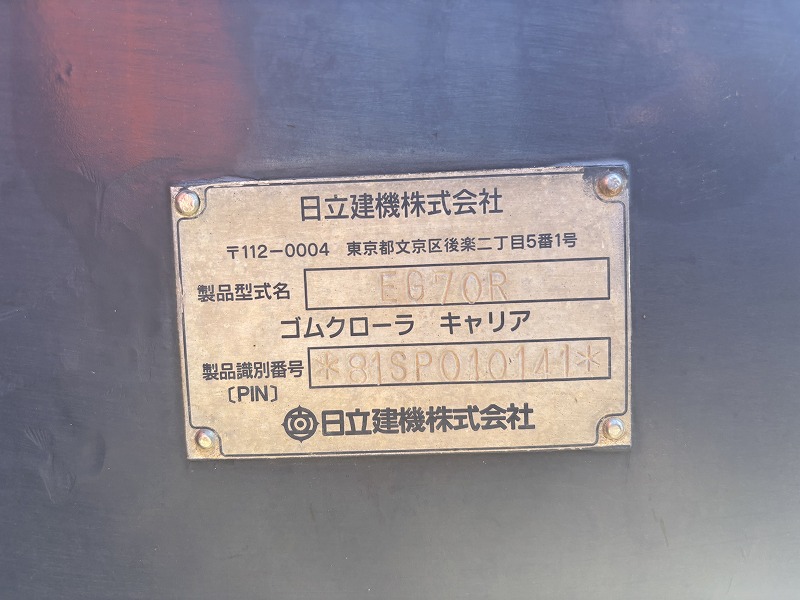 日立建機株式会社
〒112-0004 東京都文京区後楽二丁目5番1号
製品型式名 EG70R
ゴムクローラ キャリア
製品識別番号 *81SP010141*
〔PIN〕
日立建機株式会社